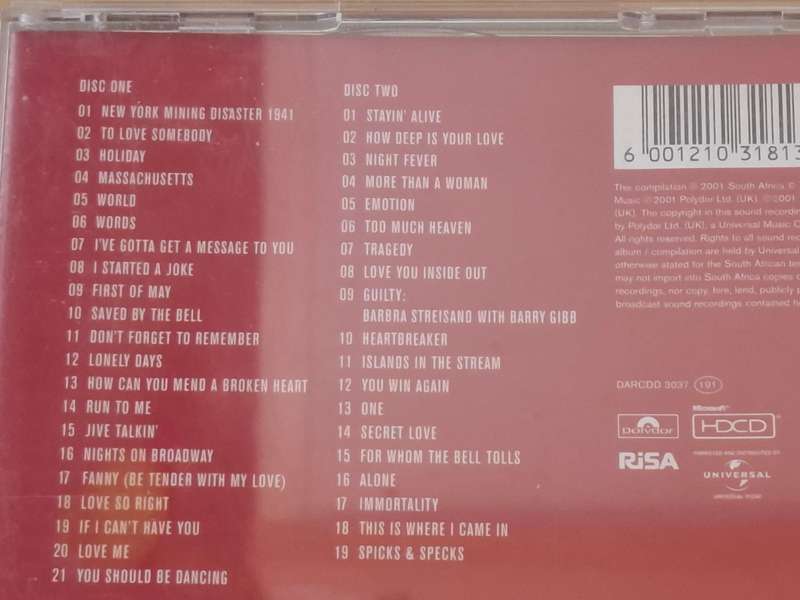 DISC ONE
01 NEW YORK MINING DISASTER 1941
02 TO LOVE SOMEBODY
03 HOLIDAY
04 MASSACHUSETTS
05 WORLD
06 WORDS
07 I'VE GOTTA GET A MESSAGE TO YOU
08 I STARTED A JOKE
09 FIRST OF MAY
10 SAVED BY THE BELL
11 DON'T FORGET TO REMEMBER
12 LONELY DAYS
13 HOW CAN YOU MEND A BROKEN HEART
14 RUN TO ME
15 JIVE TALKIN'
16 NIGHTS ON BROADWAY
17 FANNY (BE TENDER WITH MY LOVE)
18 LOVE SO RIGHT
19 IF I CAN'T HAVE YOU
20 LOVE ME
21 YOU SHOULD BE DANCING
DISC TWO
01 STAYIN' ALIVE
02 HOW DEEP IS YOUR LOVE
03 NIGHT FEVER
04 MORE THAN A WOMAN
05 EMOTION
06 TOO MUCH HEAVEN
07 TRAGEDY
08 LOVE YOU INSIDE OUT
09 GUILTY:
BARBRA STREISAND WITH BARRY GIBB
10 HEARTBREAKER
11 ISLANDS IN THE STREAM
12 YOU WIN AGAIN
13 ONE
14 SECRET LOVE
15 FOR WHOM THE BELL TOLLS
16 ALONE
17 IMMORTALITY
18 THIS IS WHERE I CAME IN
19 SPICKS & SPECKS
6 001210 31813
This compilation ℗ 2001 South Africa ©
Music ℗ 2001 Polydor Ltd. (UK). ℗ 2001
(UK). The copyright in this sound recordin
by Polydor Ltd. (UK), a Universal Music C
All rights reserved. Rights to all sound reco
album / compilation are held by Universal
otherwise stated for the South African terr
may not import into South Africa copies o
recordings, nor copy, hire, lend, publicly p
broadcast sound recordings contained he
DARCDD 3037 191
Polydor
Microsoft
HDCD
RiSA
MARKETED AND DISTRIBUTED BY
UNIVERSAL
UNIVERSAL MUSIC